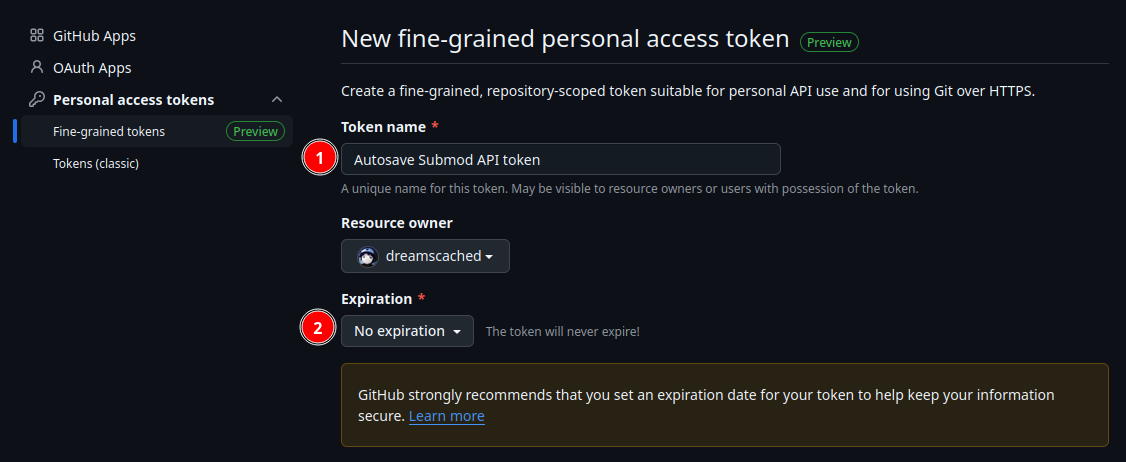 GitHub Apps
OAuth Apps
Personal access tokens
Fine-grained tokens Preview
Tokens (classic)
New fine-grained personal access token Preview
Create a fine-grained, repository-scoped token suitable for personal API use and for using Git over HTTPS.
Token name *
1 Autosave Submod API token
A unique name for this token. May be visible to resource owners or users with possession of the token.
Resource owner
dreamscached
Expiration *
2 No expiration The token will never expire!
GitHub strongly recommends that you set an expiration date for your token to help keep your information
secure. Learn more